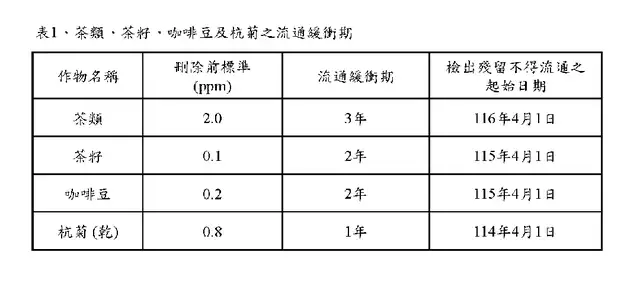 表1、茶類、茶籽、咖啡豆及杭菊之流通緩衝期
作物名稱 刪除前標準 (ppm) 流通緩衝期 檢出殘留不得流通之起始日期
茶類 2.0 3年 116年4月1日
茶籽 0.1 2年 115年4月1日
咖啡豆 0.2 2年 115年4月1日
杭菊(乾) 0.8 1年 114年4月1日